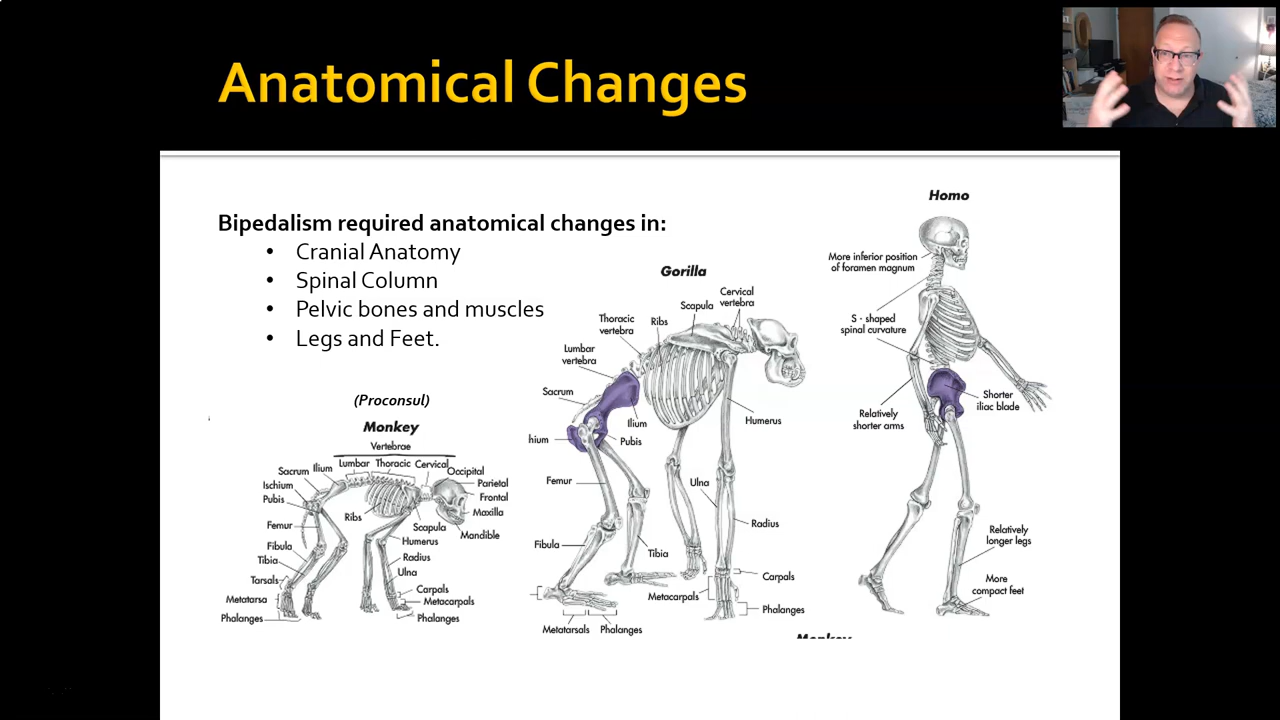 Anatomical Changes
Bipedalism required anatomical changes in:
• Cranial Anatomy
• Spinal Column
• Pelvic bones and muscles
• Legs and Feet.
(Proconsul)
Monkey
Vertebrae
Lumbar Thoracic Cervical
Sacrum Ilium
Occipital
Ischium
Parietal
Pubis
Frontal
Maxilla
Ribs
Femur
Scapula
Mandible
Humerus
Fibula
Radius
Tibia
Ulna
Tarsals
Carpals
Metatarsa
Metacarpals
Phalanges
Phalanges
Gorilla
Cervical
vertebra
Scapula
Ribs
Thoracic
vertebra
Lumbar
vertebra
Sacrum
Ilium
hium
Pubis
Humerus
Femur
Ulna
Radius
Fibula
Tibia
Carpals
Metacarpals
Phalanges
Metatarsals Phalanges
Homo
More inferior position
of foramen magnum
S - shaped
spinal curvature
Shorter
iliac blade
Relatively
shorter arms
Relatively
longer legs
More
compact feet
Monkey